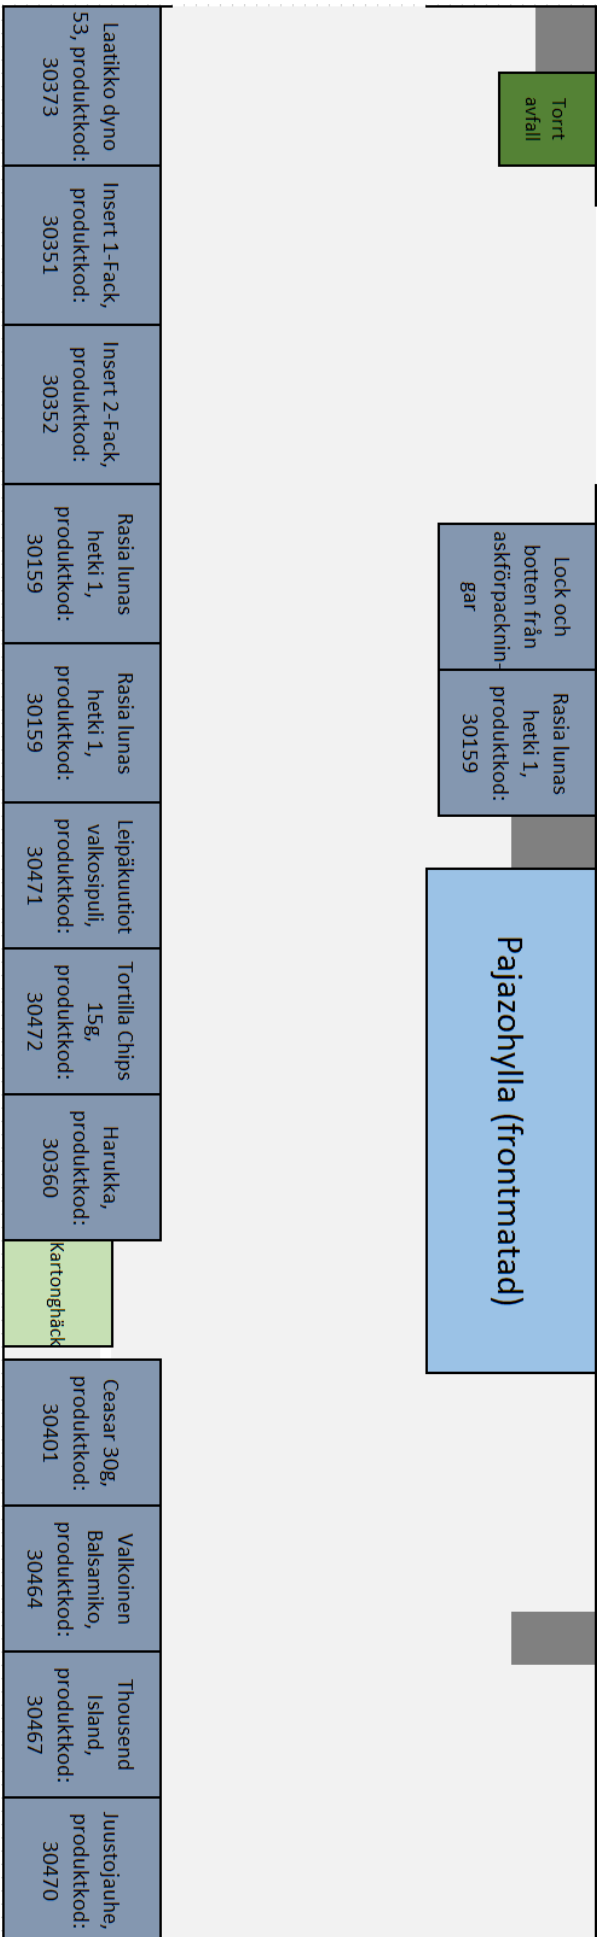 Laatikko dyno
53, produktkod:
30373
Insert 1-Fack,
produktkod:
30351
Insert 2-Fack,
produktkod:
30352
Rasia lunas
hetki 1,
produktkod:
30159
Rasia lunas
hetki 1,
produktkod:
30159
Leipäkuutiot
valkosipuli,
produktkod:
30471
Tortilla Chips
15g,
produktkod:
30472
Harukka,
produktkod:
30360
Kartonghäck
Ceasar 30g,
produktkod:
30401
Valkoinen
Balsamiko,
produktkod:
30464
Thousend
Island,
produktkod:
30467
Juustojauhe,
produktkod:
30470
Torrt
avfall
Lock och
botten från
askförpacknin-
gar
Rasia lunas
hetki 1,
produktkod:
30159
Pajazohylla (frontmatad)